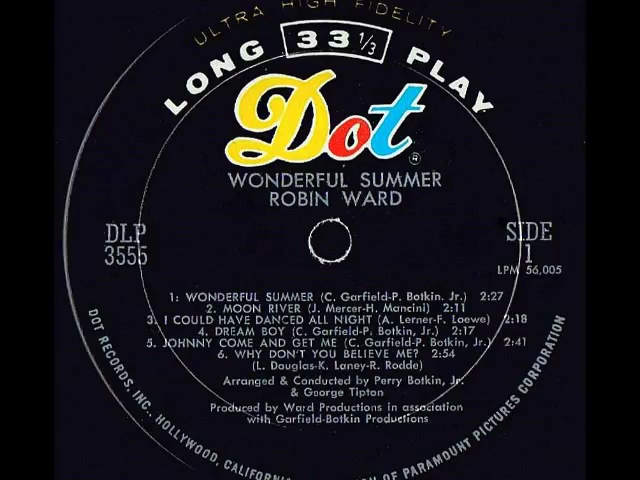 ULTRA HIGH FIDELITY
LONG 33 1/3 PLAY
Dot ®
WONDERFUL SUMMER
ROBIN WARD
DLP
3555
SIDE
1
LPM 56,005
1: WONDERFUL SUMMER (C. Garfield-P. Botkin. Jr.) 2:27
2: MOON RIVER (J. Mercer-H. Mancini) 2:11
3: I COULD HAVE DANCED ALL NIGHT (A. Lerner-F. Loewe) 2:18
4. DREAM BOY (C. Garfield-P. Botkin, Jr.) 2:17
5. JOHNNY COME AND GET ME (C. Garfield-P. Botkin, Jr.) 2:41
6. WHY DON'T YOU BELIEVE ME? 2:54
(L. Douglas-K. Laney-R. Rodde)
Arranged & Conducted by Perry Botkin, Jr.
& George Tipton
Produced by Ward Productions in association
with Garfield-Botkin Productions
DOT RECORDS, INC., HOLLYWOOD, CALIFORNIA OF PARAMOUNT PICTURES CORPORATION